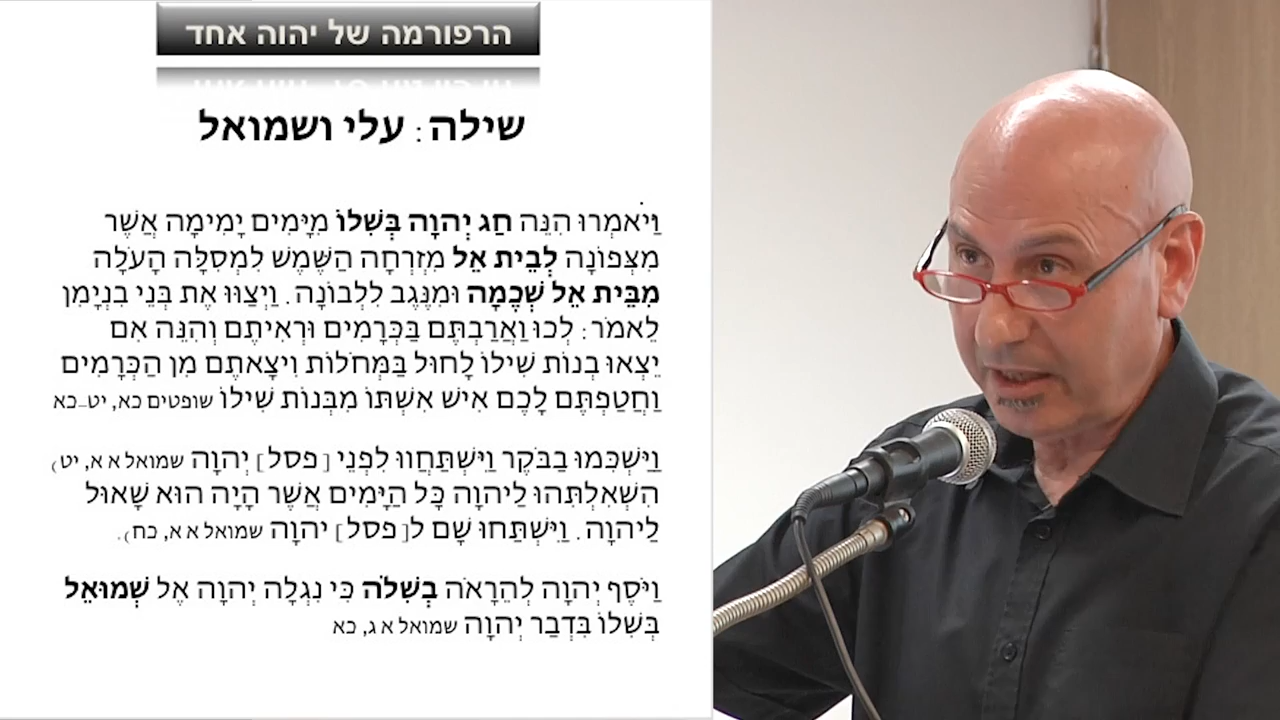 הרפורמה של יהוה אחד
שילה : עלי ושמואל
וַיֹּאמְרוּ הִנֵּה חַג יְהוָה בְּשִׁלוֹ מִיָּמִים יָמִימָה אֲשֶׁר
מִצְּפוֹנָה לְבֵית אֵל מִזְרְחָה הַשֶּׁמֶשׁ לִמְסִלָּה הָעֹלָה
מִבֵּית אֵל שְׁכֶמָה וּמִנֶּגֶב לִלְבוֹנָה. וַיְצַוּוּ אֶת בְּנֵי בִנְיָמִן
לֵאמֹר: לְכוּ וַאֲרַבְתֶּם בַּכְּרָמִים וּרְאִיתֶם וְהִנֵּה אִם
יֵצְאוּ בְנוֹת שִׁילוֹ לָחוּל בַּמְּחֹלוֹת וִיצָאתֶם מִן הַכְּרָמִים
וַחֲטַפְתֶּם לָכֶם אִישׁ אִשְׁתּוֹ מִבְּנוֹת שִׁילוֹ שופטים כא, יט–כא
וַיַּשְׁכִּמוּ בַבֹּקֶר וַיִּשְׁתַּחֲווּ לִפְנֵי [פסל] יְהוָה שמואל א א, יט)
הִשְׁאִלְתִּהוּ לַיהוָה כָּל הַיָּמִים אֲשֶׁר הָיָה הוּא שָׁאוּל
לַיהוָה. וַיִּשְׁתַּחוּ שָׁם ל[פסל] יהוָה שמואל א א, כח).
וַיֹּסֶף יְהוָה לְהֵרָאֹה בְשִׁלֹה כִּי נִגְלָה יְהוָה אֶל שְׁמוּאֵל
בְּשִׁלוֹ בִּדְבַר יְהוָה שמואל א ג, כא